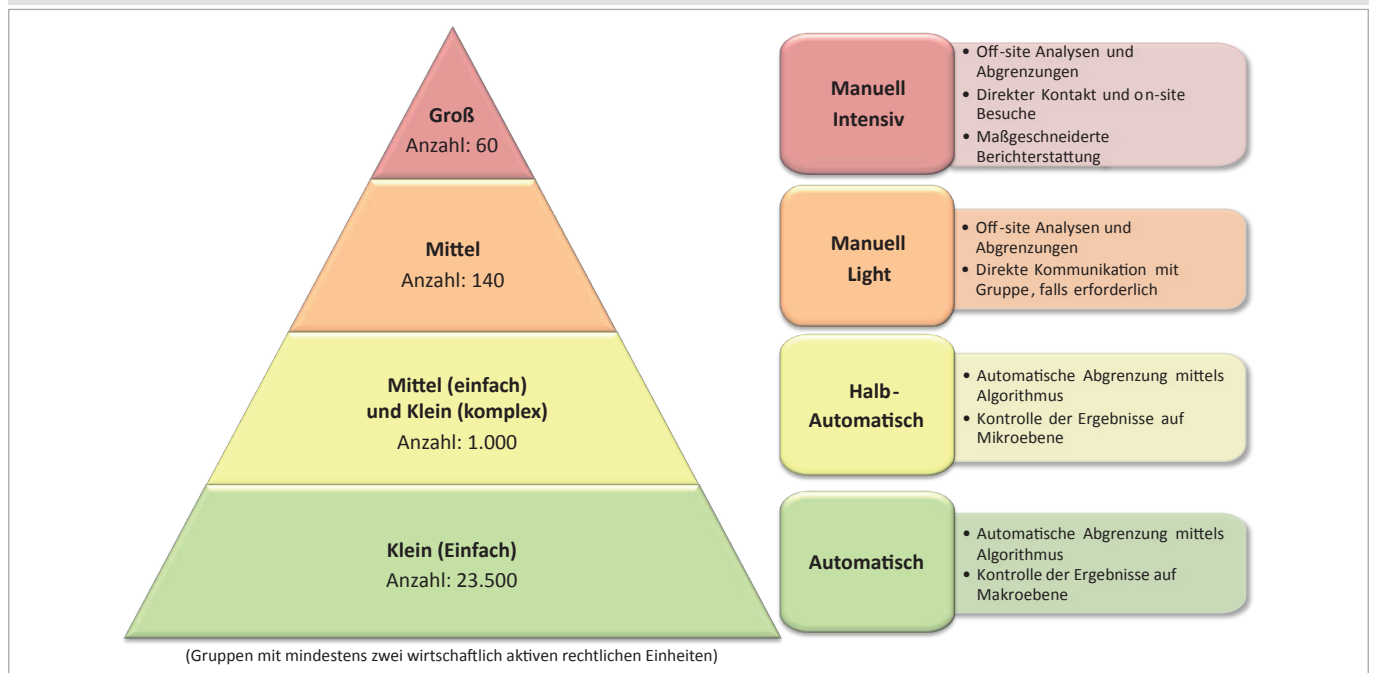 Groß
Anzahl: 60
Mittel
Anzahl: 140
Mittel (einfach)
und Klein (komplex)
Anzahl: 1.000
Klein (Einfach)
Anzahl: 23.500
(Gruppen mit mindestens zwei wirtschaftlich aktiven rechtlichen Einheiten)
Manuell
Intensiv
• Off-site Analysen und
Abgrenzungen
• Direkter Kontakt und on-site
Besuche
• Maßgeschneiderte
Berichterstattung
Manuell
Light
• Off-site Analysen und
Abgrenzungen
• Direkte Kommunikation mit
Gruppe, falls erforderlich
Halb-
Automatisch
• Automatische Abgrenzung mittels
Algorithmus
• Kontrolle der Ergebnisse auf
Mikroebene
Automatisch
• Automatische Abgrenzung mittels
Algorithmus
• Kontrolle der Ergebnisse auf
Makroebene